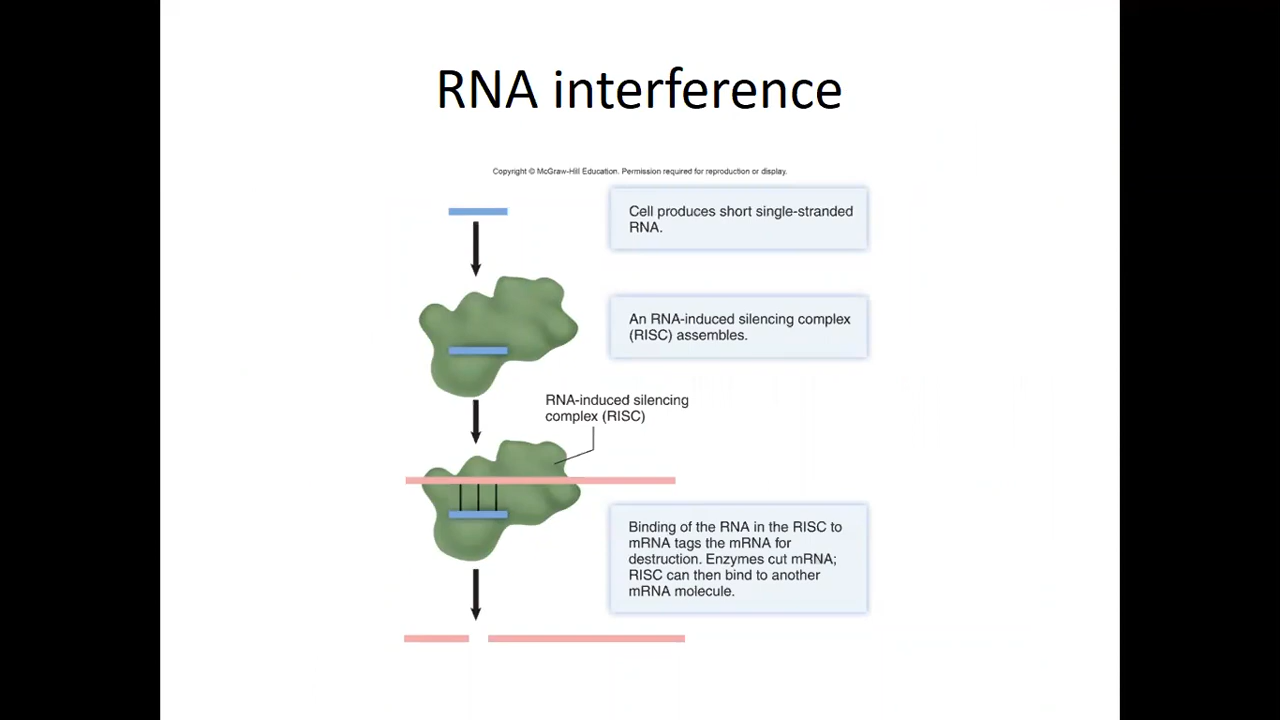 RNA interference
Copyright © McGraw-Hill Education. Permission required for reproduction or display.
Cell produces short single-stranded
RNA.
An RNA-induced silencing complex
(RISC) assembles.
RNA-induced silencing
complex (RISC)
Binding of the RNA in the RISC to
mRNA tags the mRNA for
destruction. Enzymes cut mRNA;
RISC can then bind to another
mRNA molecule.